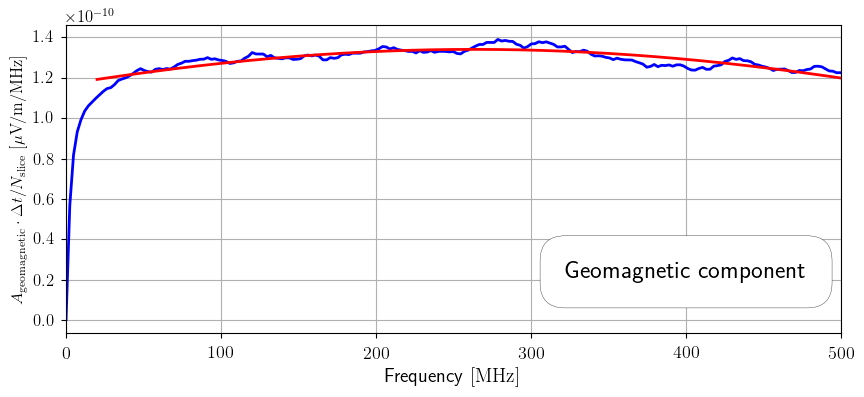 ×10⁻¹⁰
1.4
1.2
1.0
0.8
0.6
0.4
0.2
0.0
A_geomagnetic · Δt/N_slice [μV/m/MHz]
Geomagnetic component
0 100 200 300 400 500
Frequency [MHz]